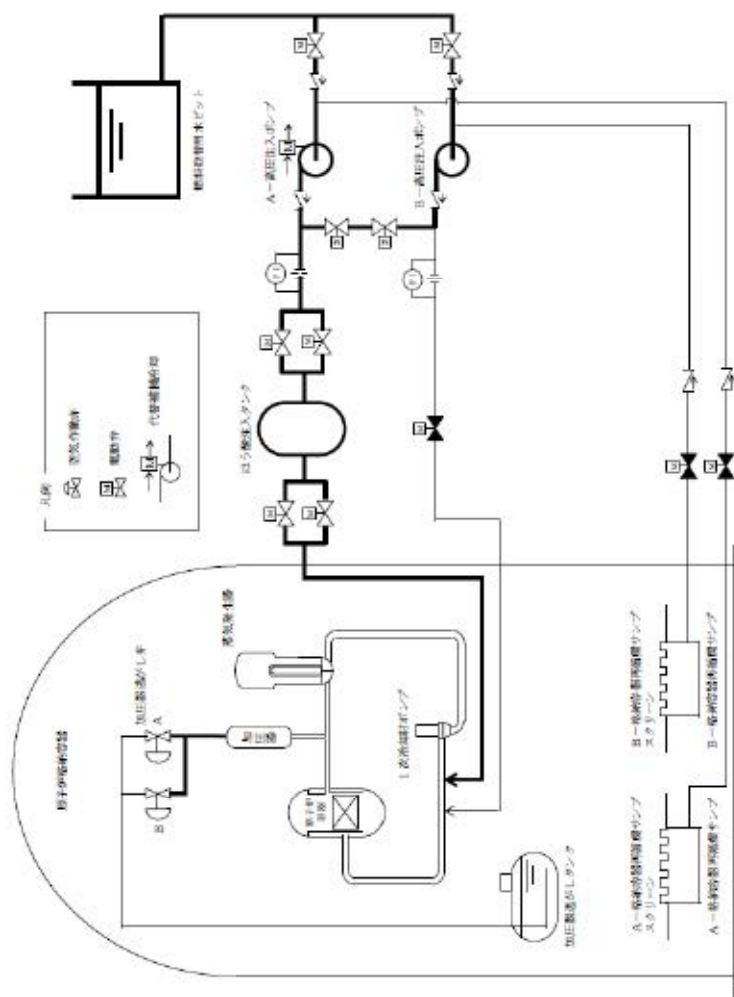 燃料取替用水ピット
A－高圧注入ポンプ
M
B－高圧注入ポンプ
M
M
M
M
FI
FI
凡例
空気作動弁
M
電動弁
M
代替補機冷却
M
M
ほう酸注入タンク
M
M
M
M
M
原子炉格納容器
加圧器逃がし弁
A
B
蒸気発生器
加圧器
原子炉
容器
1次冷却材ポンプ
加圧器逃がしタンク
B－格納容器再循環サンプ
スクリーン
B－格納容器再循環サンプ
A－格納容器再循環サンプ
スクリーン
A－格納容器再循環サンプ